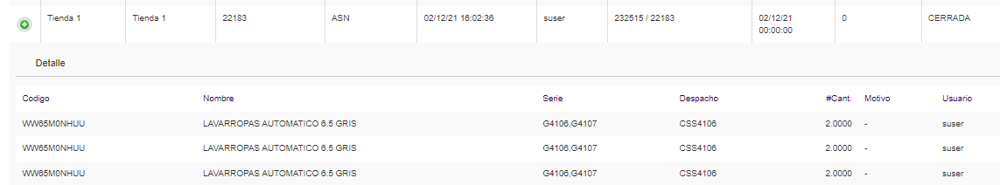 Tienda 1 Tienda 1 22183 ASN 02/12/21 16:02:36 suser 232515 / 22183 02/12/21 00:00:00 0 CERRADA
Detalle
Codigo Nombre Serie Despacho #Cant. Motivo Usuario
WW65M0NHUU LAVARROPAS AUTOMATICO 6.5 GRIS G4106,G4107 CSS4106 2.0000 - suser
WW65M0NHUU LAVARROPAS AUTOMATICO 6.5 GRIS G4106,G4107 CSS4106 2.0000 - suser
WW65M0NHUU LAVARROPAS AUTOMATICO 6.5 GRIS G4106,G4107 CSS4106 2.0000 - suser